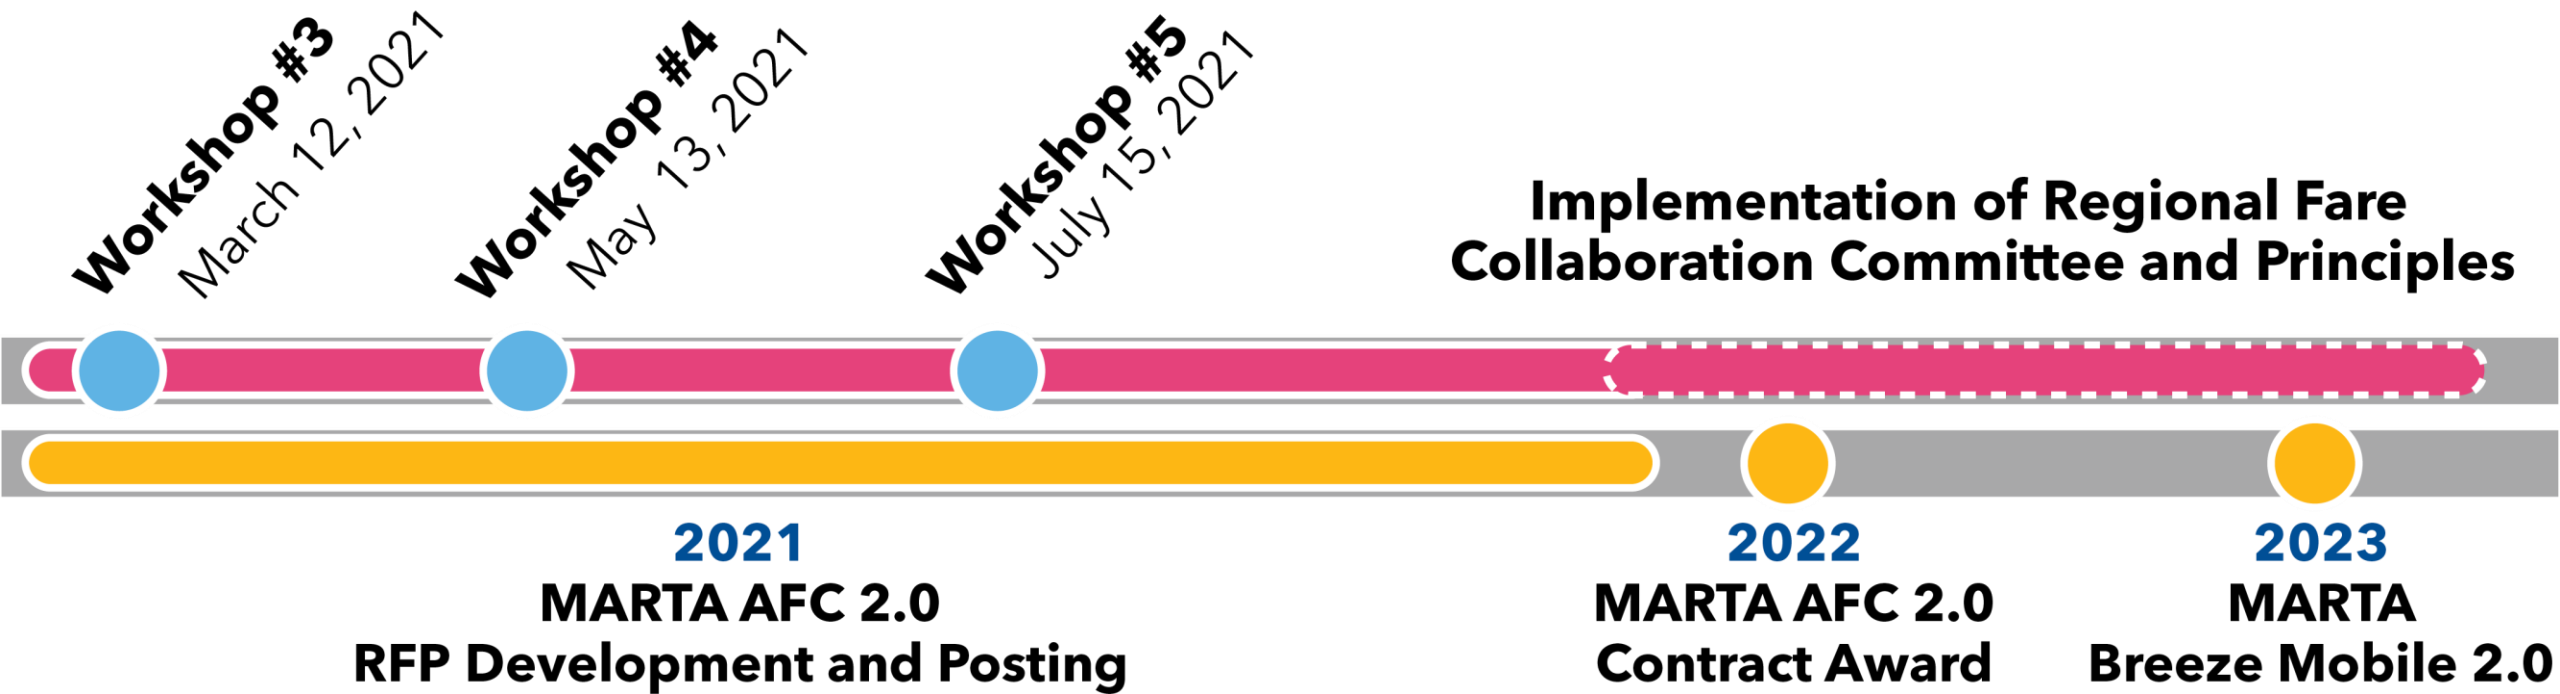 Workshop #3
March 12, 2021
Workshop #4
May 13, 2021
Workshop #5
July 15, 2021
Implementation of Regional Fare
Collaboration Committee and Principles
2021
MARTA AFC 2.0
RFP Development and Posting
2022
MARTA AFC 2.0
Contract Award
2023
MARTA
Breeze Mobile 2.0